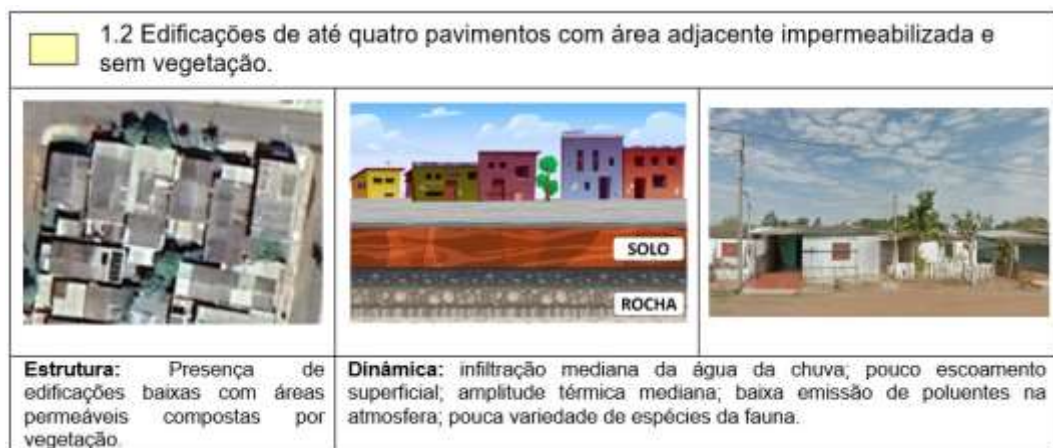 1.2 Edificações de até quatro pavimentos com área adjacente impermeabilizada e
sem vegetação.
SOLO
ROCHA
Estrutura: Presença de
edificações baixas com áreas
permeáveis compostas por
vegetação.
Dinâmica: infiltração mediana da água da chuva; pouco escoamento
superficial; amplitude térmica mediana; baixa emissão de poluentes na
atmosfera; pouca variedade de espécies da fauna.